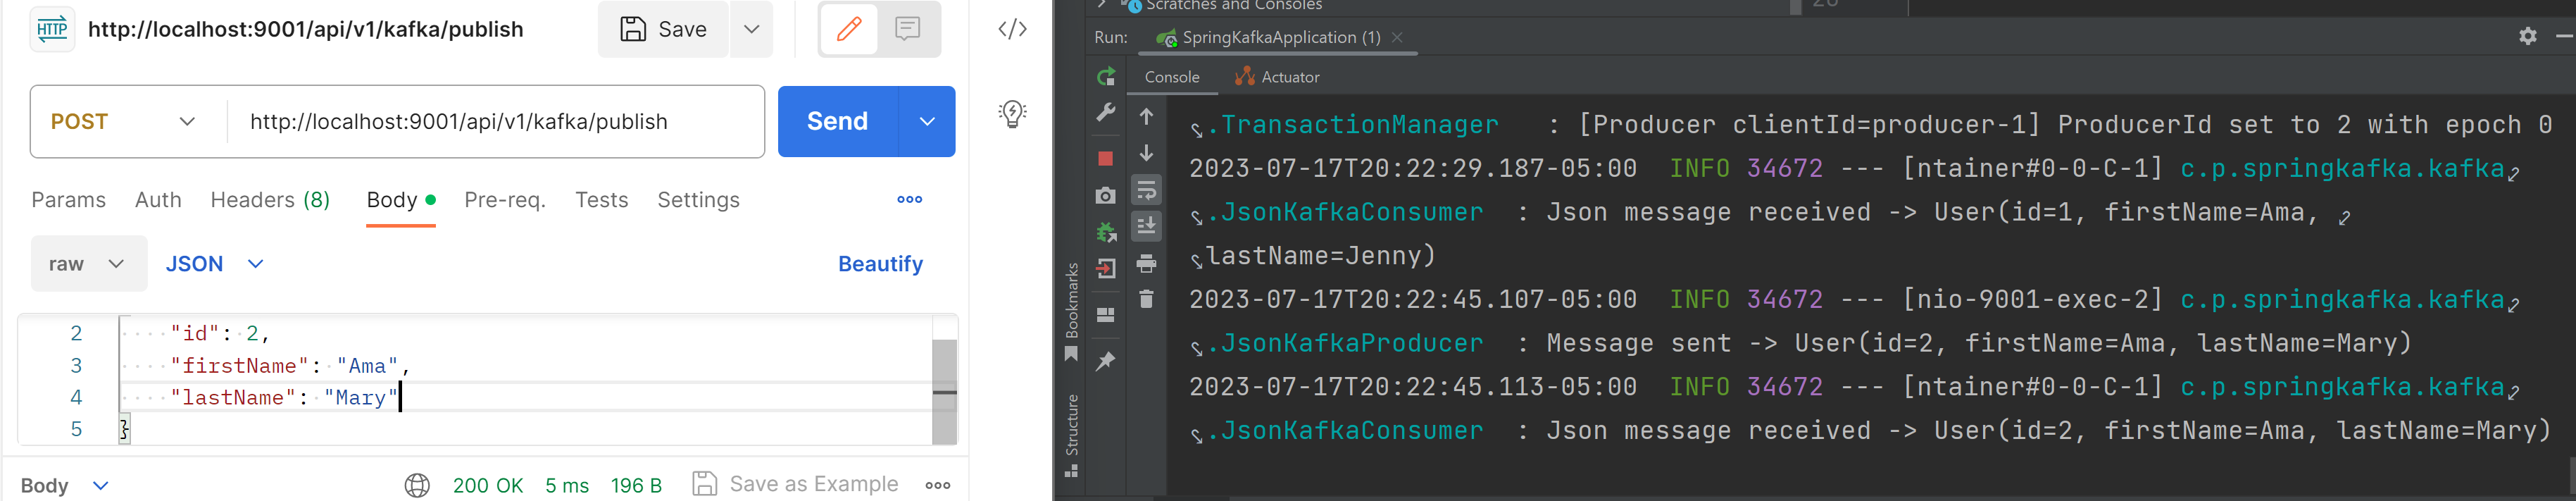 HTTP http://localhost:9001/api/v1/kafka/publish Save
POST http://localhost:9001/api/v1/kafka/publish Send
Params Auth Headers (8) Body Pre-req. Tests Settings
raw JSON Beautify
2 "id": 2,
3 "firstName": "Ama",
4 "lastName": "Mary"
5 }
Body 200 OK 5 ms 196 B Save as Example
</>
Scratches and Consoles
Run: SpringKafkaApplication (1)
Console Actuator
.TransactionManager : [Producer clientId=producer-1] ProducerId set to 2 with epoch 0
2023-07-17T20:22:29.187-05:00 INFO 34672 --- [ntainer#0-0-C-1] c.p.springkafka.kafka
.JsonKafkaConsumer : Json message received -> User(id=1, firstName=Ama,
lastName=Jenny)
2023-07-17T20:22:45.107-05:00 INFO 34672 --- [nio-9001-exec-2] c.p.springkafka.kafka
.JsonKafkaProducer : Message sent -> User(id=2, firstName=Ama, lastName=Mary)
2023-07-17T20:22:45.113-05:00 INFO 34672 --- [ntainer#0-0-C-1] c.p.springkafka.kafka
.JsonKafkaConsumer : Json message received -> User(id=2, firstName=Ama, lastName=Mary)
Bookmarks
Structure